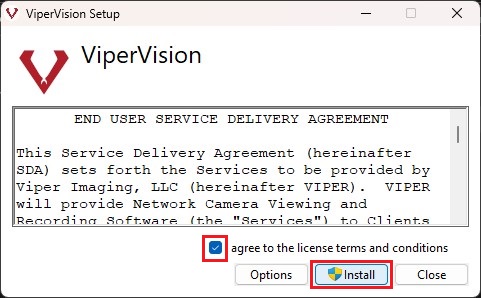 ViperVision Setup
ViperVision
END USER SERVICE DELIVERY AGREEMENT
This Service Delivery Agreement (hereinafter
SDA) sets forth the Services to be provided by
Viper Imaging, LLC (hereinafter VIPER).  VIPER
will provide Network Camera Viewing and
Recording Software (the "Services") to Clients
agree to the license terms and conditions
Options Install Close